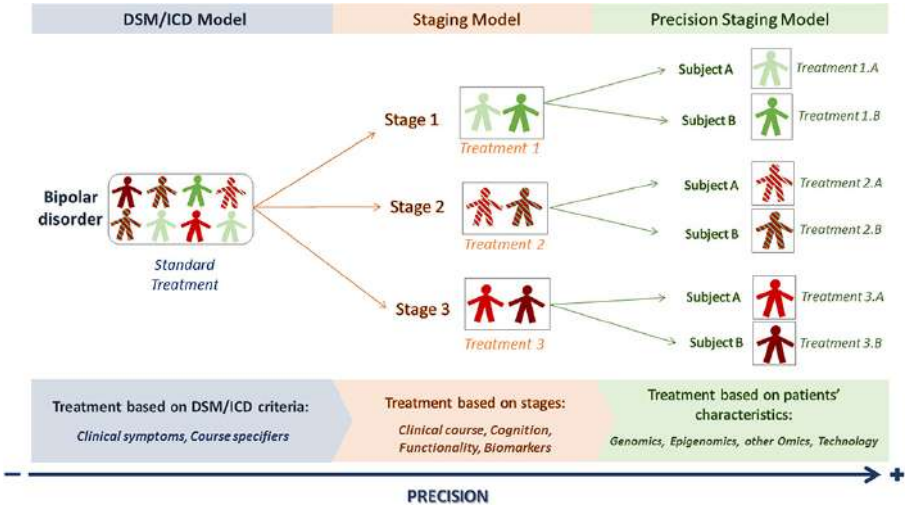 DSM/ICD Model
Staging Model
Precision Staging Model
Bipolar
disorder
Standard
Treatment
Stage 1
Treatment 1
Stage 2
Treatment 2
Stage 3
Treatment 3
Subject A
Treatment 1.A
Subject B
Treatment 1.B
Subject A
Treatment 2.A
Subject B
Treatment 2.B
Subject A
Treatment 3.A
Subject B
Treatment 3.B
Treatment based on DSM/ICD criteria:
Clinical symptoms, Course specifiers
Treatment based on stages:
Clinical course, Cognition,
Functionality, Biomarkers
Treatment based on patients’
characteristics:
Genomics, Epigenomics, other Omics, Technology
− +
PRECISION